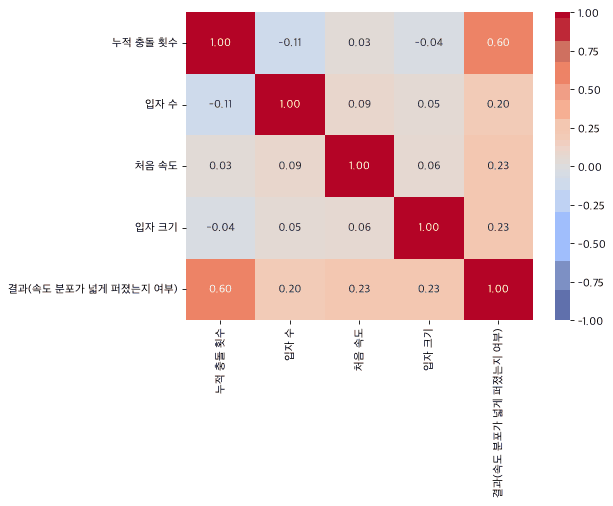 누적 충돌 횟수 1.00 -0.11 0.03 -0.04 0.60
입자 수 -0.11 1.00 0.09 0.05 0.20
처음 속도 0.03 0.09 1.00 0.06 0.23
입자 크기 -0.04 0.05 0.06 1.00 0.23
결과(속도 분포가 넓게 퍼졌는지 여부) 0.60 0.20 0.23 0.23 1.00
누적 충돌 횟수
입자 수
처음 속도
입자 크기
결과(속도 분포가 넓게 퍼졌는지 여부)
1.00
0.75
0.50
0.25
0.00
-0.25
-0.50
-0.75
-1.00